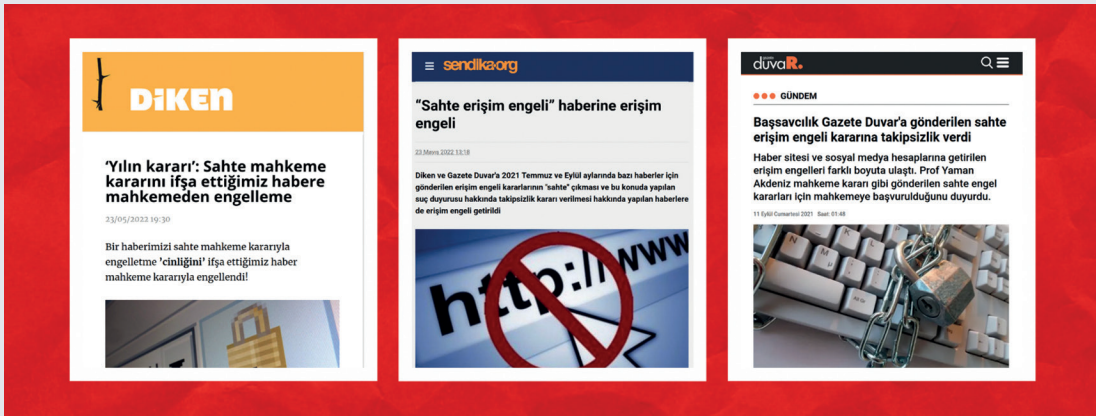 DiKEN
'Yılın kararı': Sahte mahkeme
kararını ifşa ettiğimiz habere
mahkemeden engelleme
23/05/2022 19:30
Bir haberimizi sahte mahkeme kararıyla
engelletme 'cinliğini' ifşa ettiğimiz haber
mahkeme kararıyla engellendi!
sendika.org
"Sahte erişim engeli" haberine erişim
engeli
23 Mayıs 2022 13:18
Diken ve Gazete Duvar'a 2021 Temmuz ve Eylül aylarında bazı haberler için
gönderilen erişim engeli kararlarının "sahte" çıkması ve bu konuda yapılan
suç duyurusu hakkında takipsizlik kararı verilmesi hakkında yapılan haberlere
de erişim engeli getirildi
http://www
duvaR.
GÜNDEM
Başsavcılık Gazete Duvar'a gönderilen sahte
erişim engeli kararına takipsizlik verdi
Haber sitesi ve sosyal medya hesaplarına getirilen
erişim engelleri farklı boyuta ulaştı. Prof Yaman
Akdeniz mahkeme kararı gibi gönderilen sahte engel
kararları için mahkemeye başvurulduğunu duyurdu.
11 Eylül Cumartesi 2021 Saat: 01:48